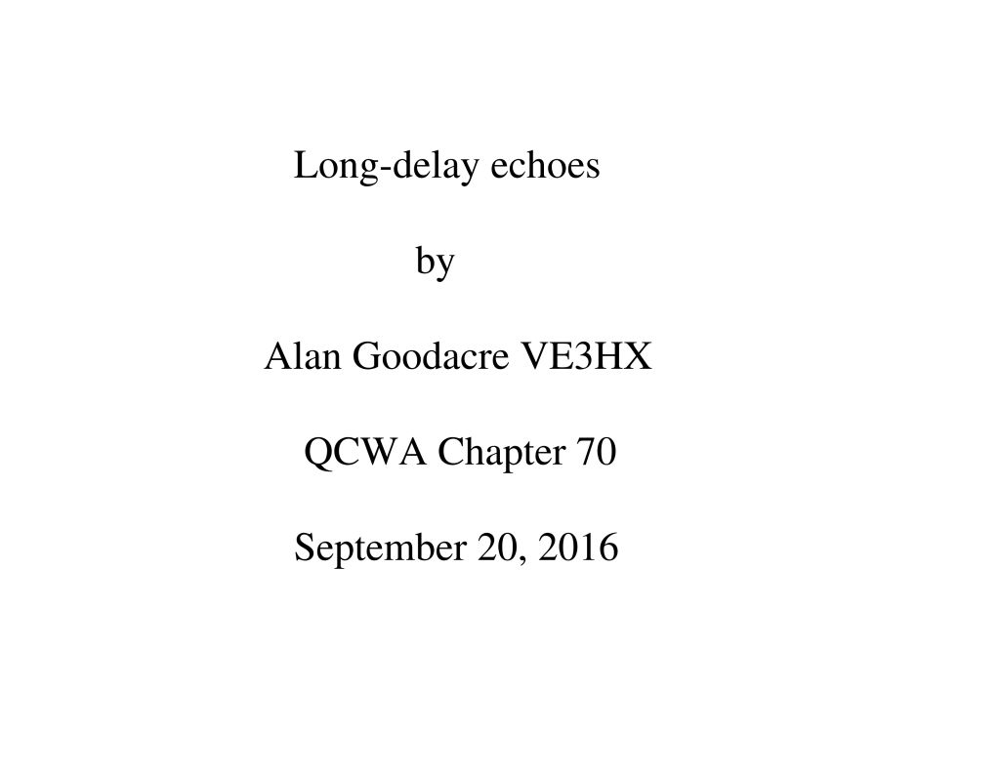 Long-delay echoes
by
Alan Goodacre VE3HX
QCWA Chapter 70
September 20, 2016